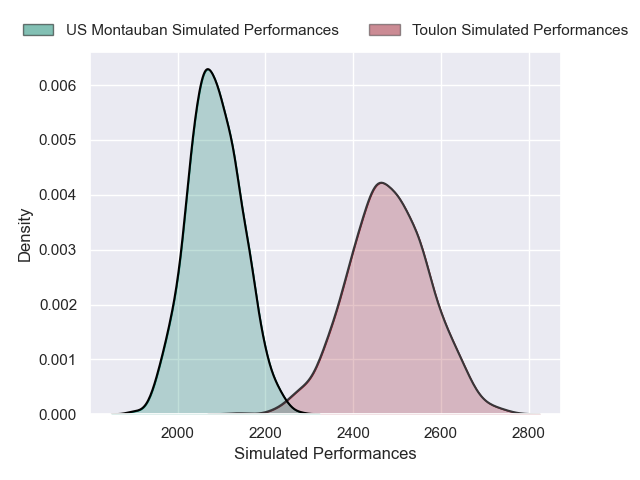 US Montauban Simulated Performances Toulon Simulated Performances
0.006
0.005
0.004
0.003
0.002
0.001
0.000
Density
2000 2200 2400 2600 2800
Simulated Performances